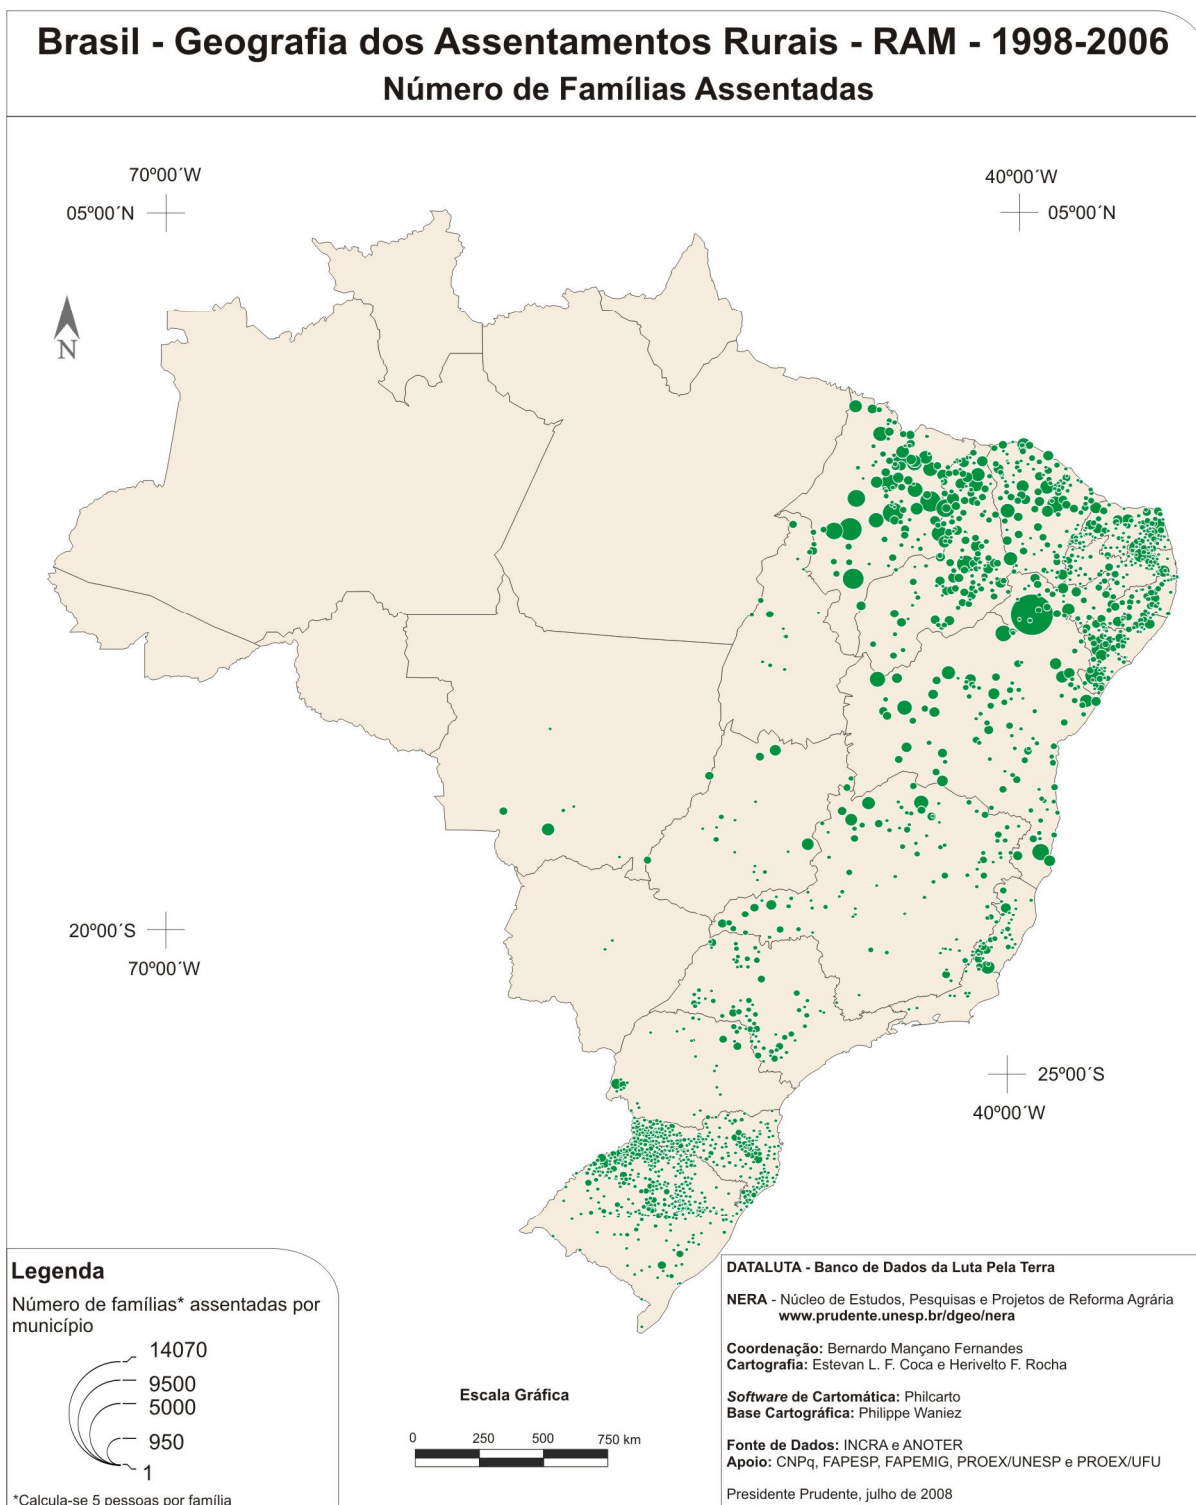 Brasil - Geografia dos Assentamentos Rurais - RAM - 1998-2006
Número de Famílias Assentadas
70º00´W
05º00´N
40º00´W
05º00´N
N
20º00´S
70º00´W
25º00´S
40º00´W
Legenda
Número de famílias* assentadas por
município
14070
9500
5000
950
1
*Calcula-se 5 pessoas por família
Escala Gráfica
0 250 500 750 km
DATALUTA - Banco de Dados da Luta Pela Terra
NERA - Núcleo de Estudos, Pesquisas e Projetos de Reforma Agrária
www.prudente.unesp.br/dgeo/nera
Coordenação: Bernardo Mançano Fernandes
Cartografia: Estevan L. F. Coca e Herivelto F. Rocha
Software de Cartomática: Philcarto
Base Cartográfica: Philippe Waniez
Fonte de Dados: INCRA e ANOTER
Apoio: CNPq, FAPESP, FAPEMIG, PROEX/UNESP e PROEX/UFU
Presidente Prudente, julho de 2008